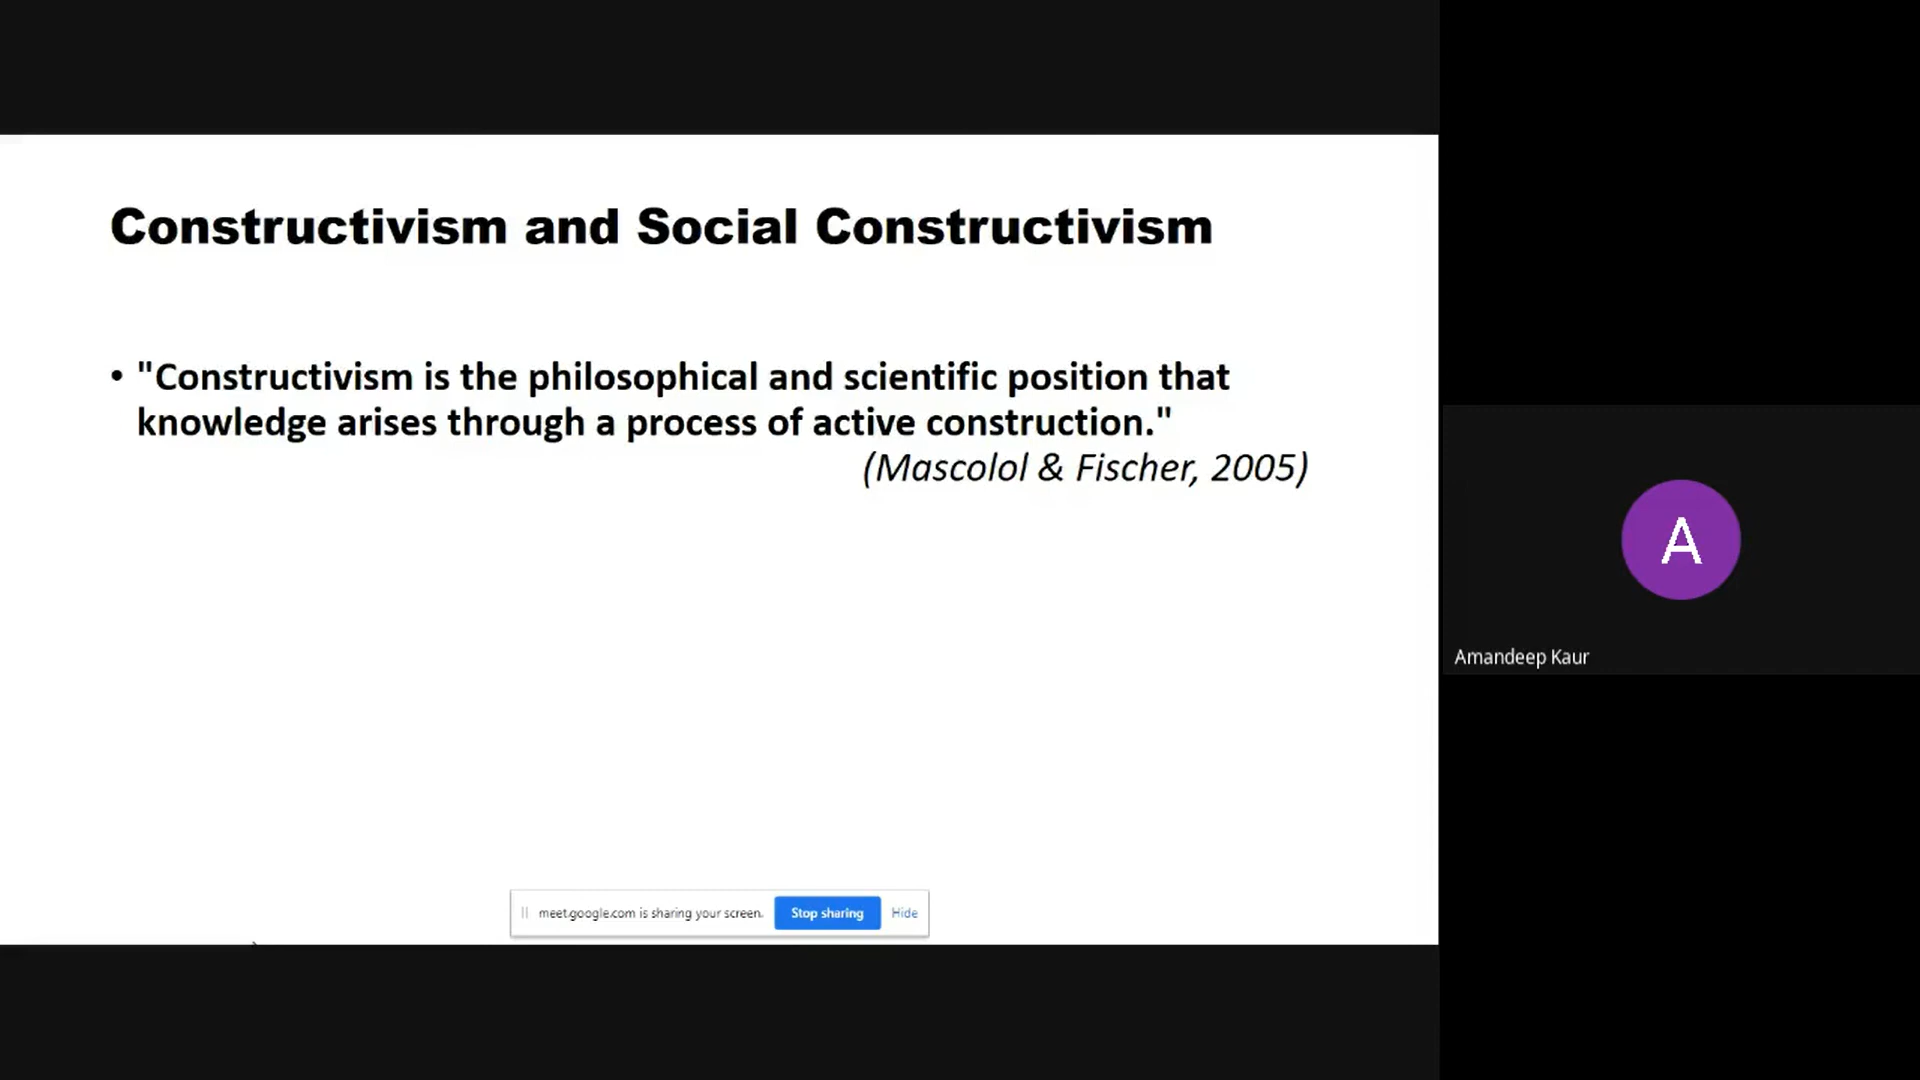 Constructivism and Social Constructivism
• "Constructivism is the philosophical and scientific position that
knowledge arises through a process of active construction."
(Mascolol & Fischer, 2005)
A
Amandeep Kaur
meet.google.com is sharing your screen. Stop sharing Hide